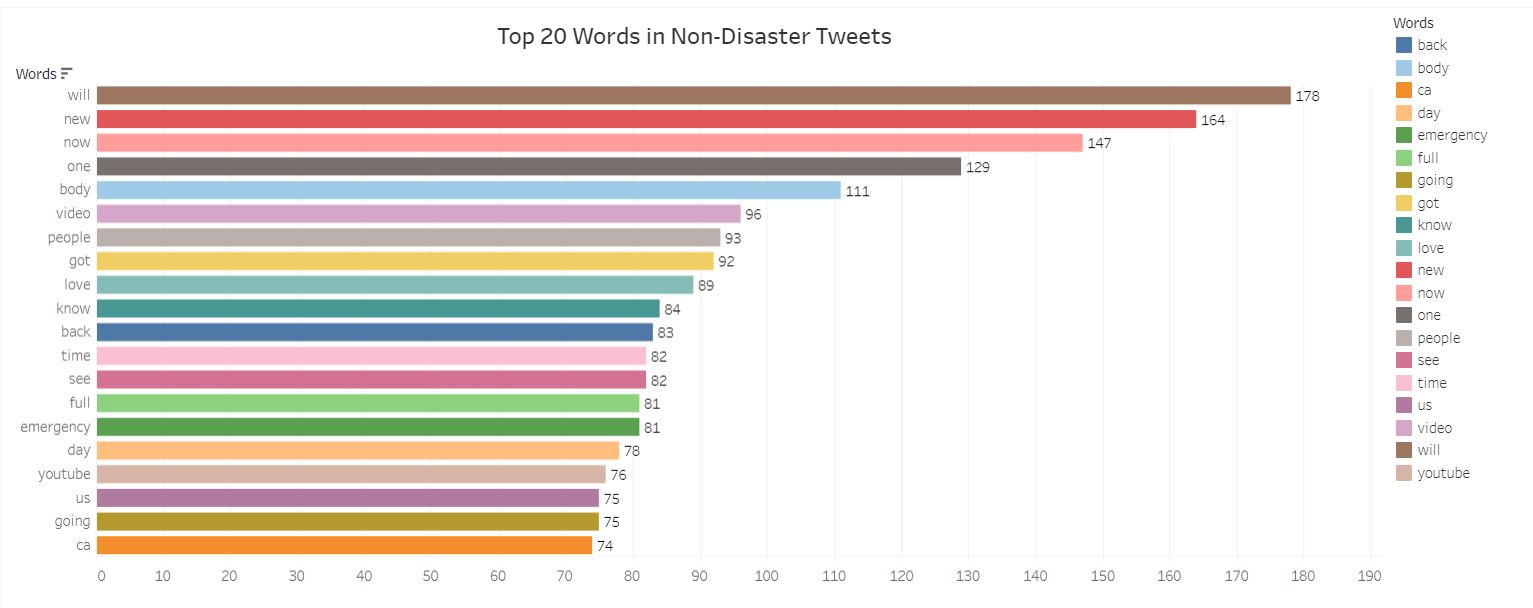 Top 20 Words in Non-Disaster Tweets
Words
will 178
new 164
now 147
one 129
body 111
video 96
people 93
got 92
love 89
know 84
back 83
time 82
see 82
full 81
emergency 81
day 78
youtube 76
us 75
going 75
ca 74
0 10 20 30 40 50 60 70 80 90 100 110 120 130 140 150 160 170 180 190
Words
back
body
ca
day
emergency
full
going
got
know
love
new
now
one
people
see
time
us
video
will
youtube